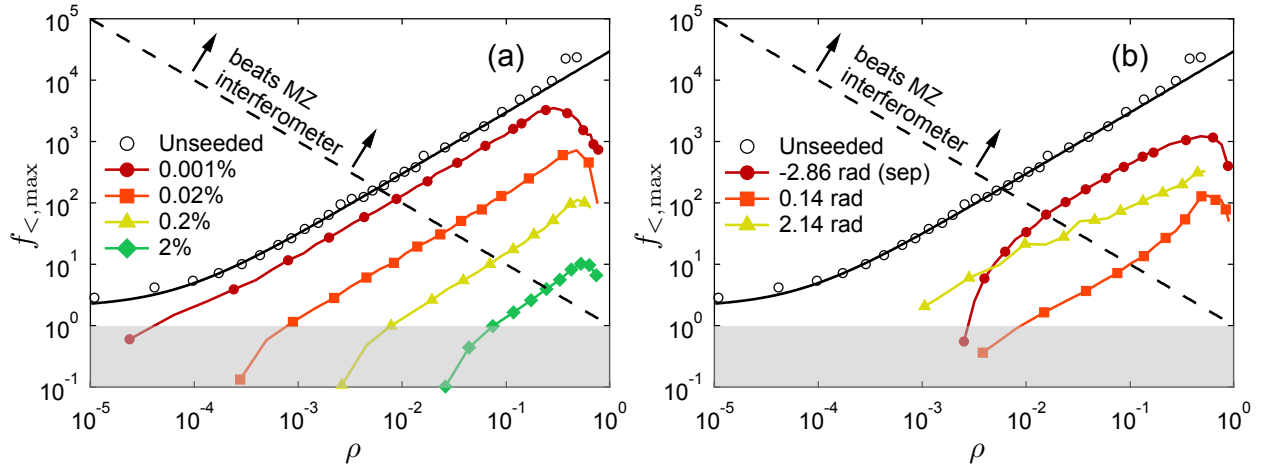 10^5
10^4
10^3
10^2
10^1
10^0
10^-1
f_<,max
(a)
beats MZ
interferometer
Unseeded
0.001%
0.02%
0.2%
2%
10^-5 10^-4 10^-3 10^-2 10^-1 10^0
ρ
10^5
10^4
10^3
10^2
10^1
10^0
10^-1
f_<,max
(b)
beats MZ
interferometer
Unseeded
-2.86 rad (sep)
0.14 rad
2.14 rad
10^-5 10^-4 10^-3 10^-2 10^-1 10^0
ρ